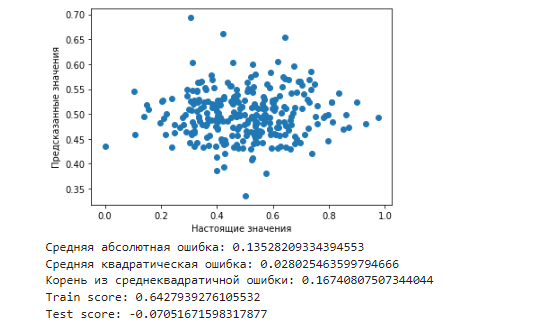 0.70
0.65
0.60
0.55
0.50
0.45
0.40
0.35
Предсказанные значения
0.0 0.2 0.4 0.6 0.8 1.0
Настоящие значения
Средняя абсолютная ошибка: 0.13528209334394553
Средняя квадратическая ошибка: 0.028025463599794666
Корень из среднеквадратичной ошибки: 0.16740807507344044
Train score: 0.6427939276105532
Test score: -0.07051671598317877